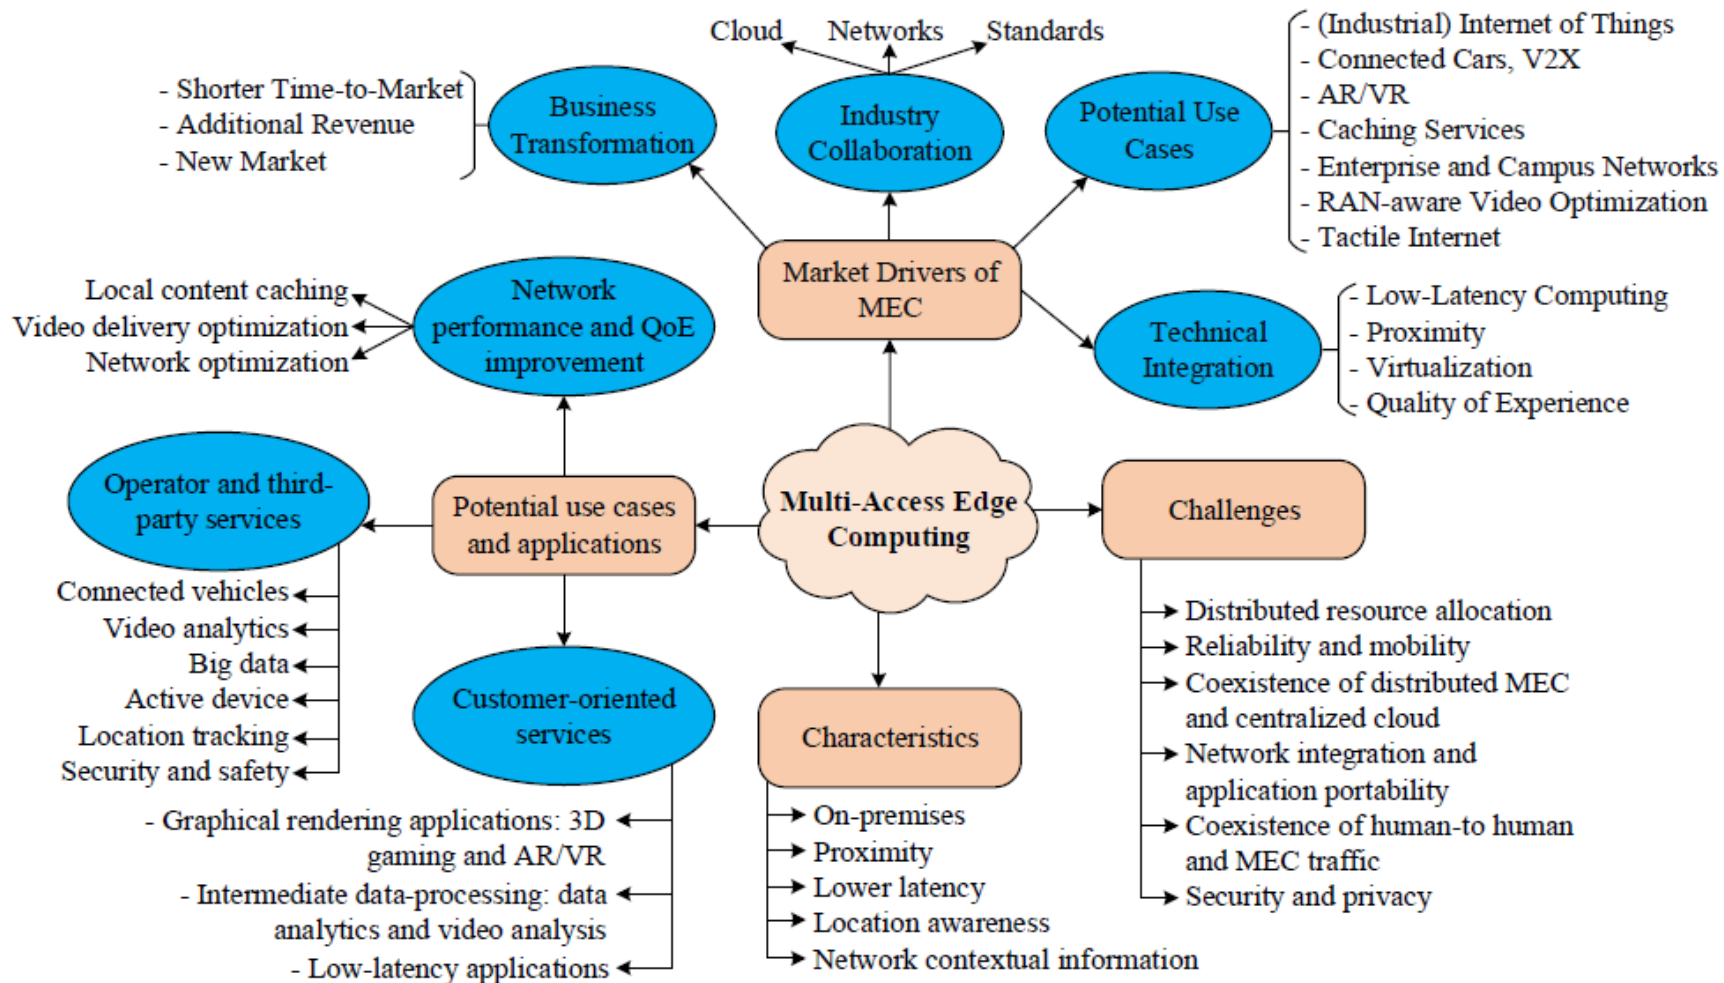 Cloud
Networks
Standards
- Shorter Time-to-Market
- Additional Revenue
- New Market
Business
Transformation
Industry
Collaboration
Potential Use
Cases
- (Industrial) Internet of Things
- Connected Cars, V2X
- AR/VR
- Caching Services
- Enterprise and Campus Networks
- RAN-aware Video Optimization
- Tactile Internet
Market Drivers of
MEC
Technical
Integration
- Low-Latency Computing
- Proximity
- Virtualization
- Quality of Experience
Local content caching
Video delivery optimization
Network optimization
Network
performance and QoE
improvement
Operator and third-
party services
Potential use cases
and applications
Multi-Access Edge
Computing
Challenges
Connected vehicles
Video analytics
Big data
Active device
Location tracking
Security and safety
Customer-oriented
services
- Graphical rendering applications: 3D
gaming and AR/VR
- Intermediate data-processing: data
analytics and video analysis
- Low-latency applications
Characteristics
On-premises
Proximity
Lower latency
Location awareness
Network contextual information
Distributed resource allocation
Reliability and mobility
Coexistence of distributed MEC
and centralized cloud
Network integration and
application portability
Coexistence of human-to human
and MEC traffic
Security and privacy